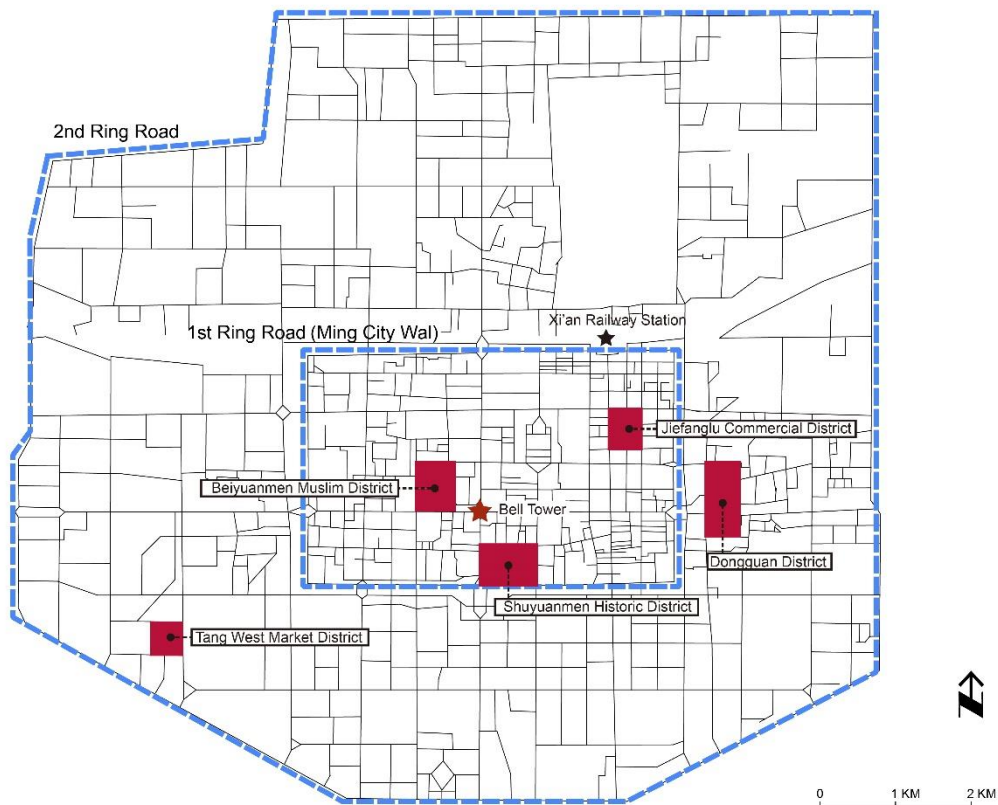 2nd Ring Road
Xi'an Railway Station
1st Ring Road (Ming City Wal)
Jiefanglu Commercial District
Beiyuanmen Muslim District
Bell Tower
Dongquan District
Shuyuanmen Historic District
Tang West Market District
N
0 1 KM 2 KM